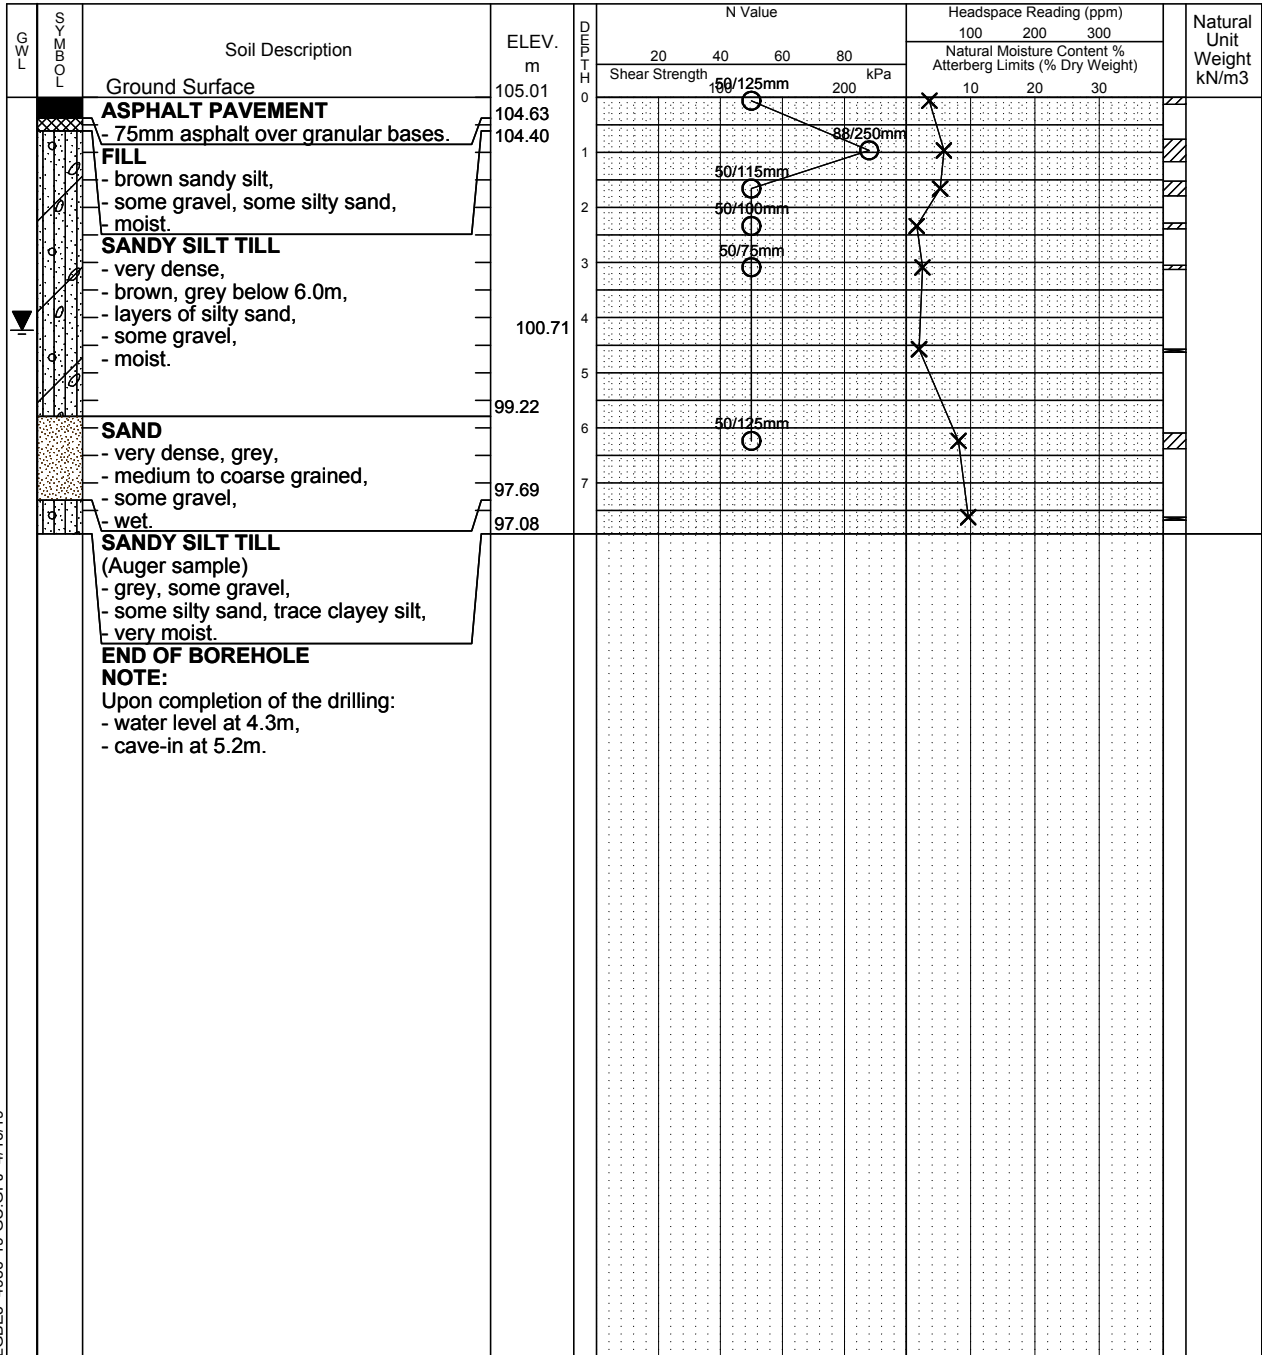 GWL
SYMBOL
Soil Description
ELEV.
m
DEPTH
N Value
20 40 60 80
Shear Strength kPa
100 200
Headspace Reading (ppm)
100 200 300
Natural Moisture Content %
Atterberg Limits (% Dry Weight)
10 20 30
Natural
Unit
Weight
kN/m3
Ground Surface 105.01 0
ASPHALT PAVEMENT 104.63
- 75mm asphalt over granular bases. 104.40
FILL
- brown sandy silt,
- some gravel, some silty sand,
- moist.
SANDY SILT TILL
- very dense,
- brown, grey below 6.0m,
- layers of silty sand,
- some gravel, 100.71
- moist.
99.22
SAND
- very dense, grey,
- medium to coarse grained,
- some gravel, 97.69
- wet. 97.08
SANDY SILT TILL
(Auger sample)
- grey, some gravel,
- some silty sand, trace clayey silt,
- very moist.
END OF BOREHOLE
NOTE:
Upon completion of the drilling:
- water level at 4.3m,
- cave-in at 5.2m.
1
2
3
4
5
6
7
50/125mm
88/250mm
50/115mm
50/100mm
50/75mm
50/125mm